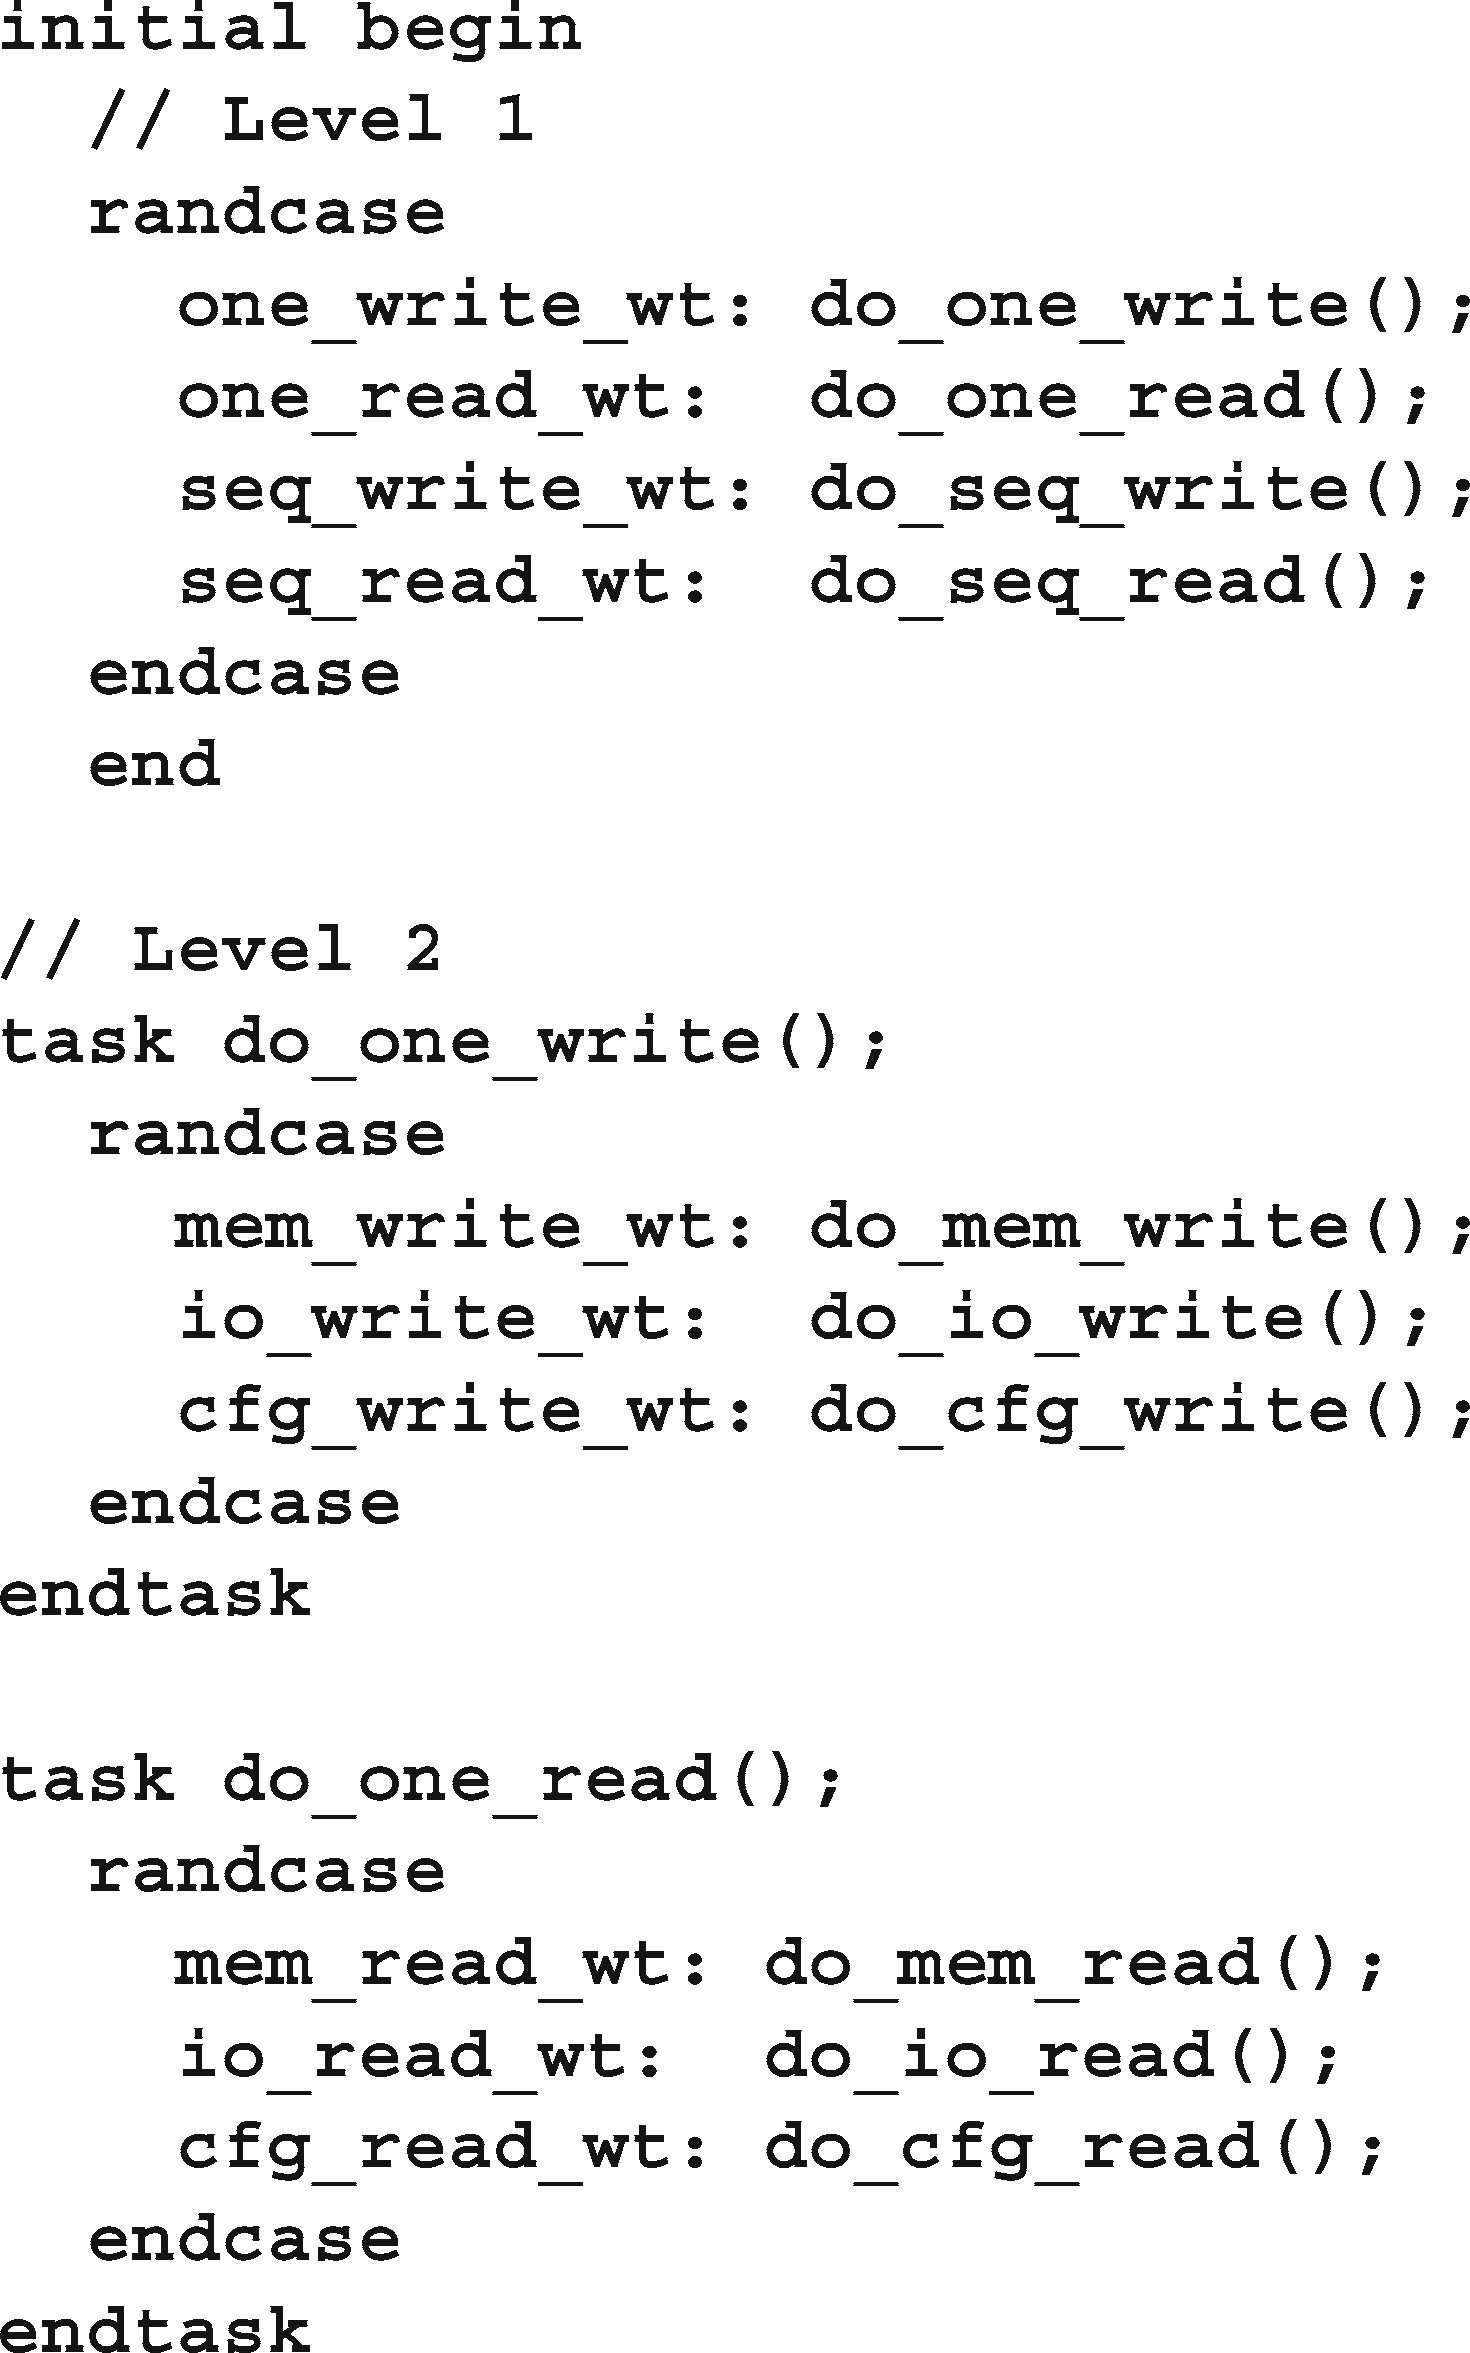 initial begin
  // Level 1
  randcase
    one_write_wt: do_one_write();
    one_read_wt:  do_one_read();
    seq_write_wt: do_seq_write();
    seq_read_wt:  do_seq_read();
  endcase
  end

// Level 2
task do_one_write();
  randcase
    mem_write_wt: do_mem_write();
    io_write_wt:  do_io_write();
    cfg_write_wt: do_cfg_write();
  endcase
endtask

task do_one_read();
  randcase
    mem_read_wt: do_mem_read();
    io_read_wt:  do_io_read();
    cfg_read_wt: do_cfg_read();
  endcase
endtask